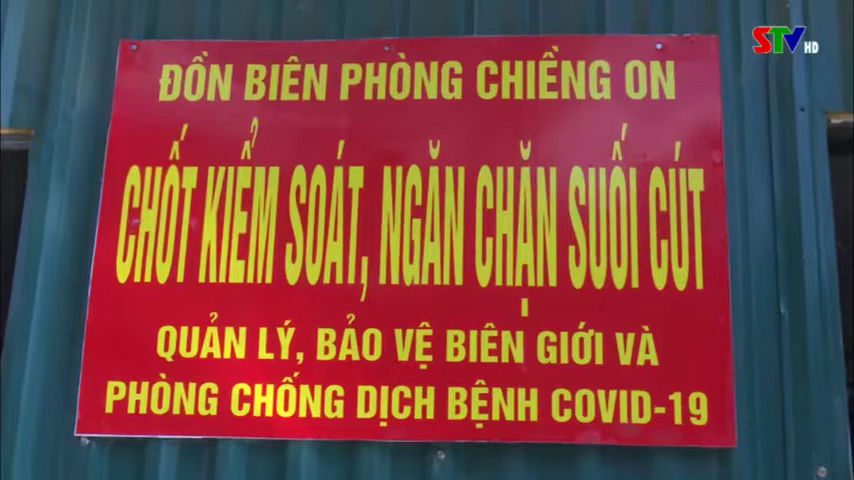 STV HD
ĐỒN BIÊN PHÒNG CHIỀNG ON
CHỐT KIỂM SOÁT, NGĂN CHẶN SUỐI CÚT
QUẢN LÝ, BẢO VỆ BIÊN GIỚI VÀ
PHÒNG CHỐNG DỊCH BỆNH COVID-19